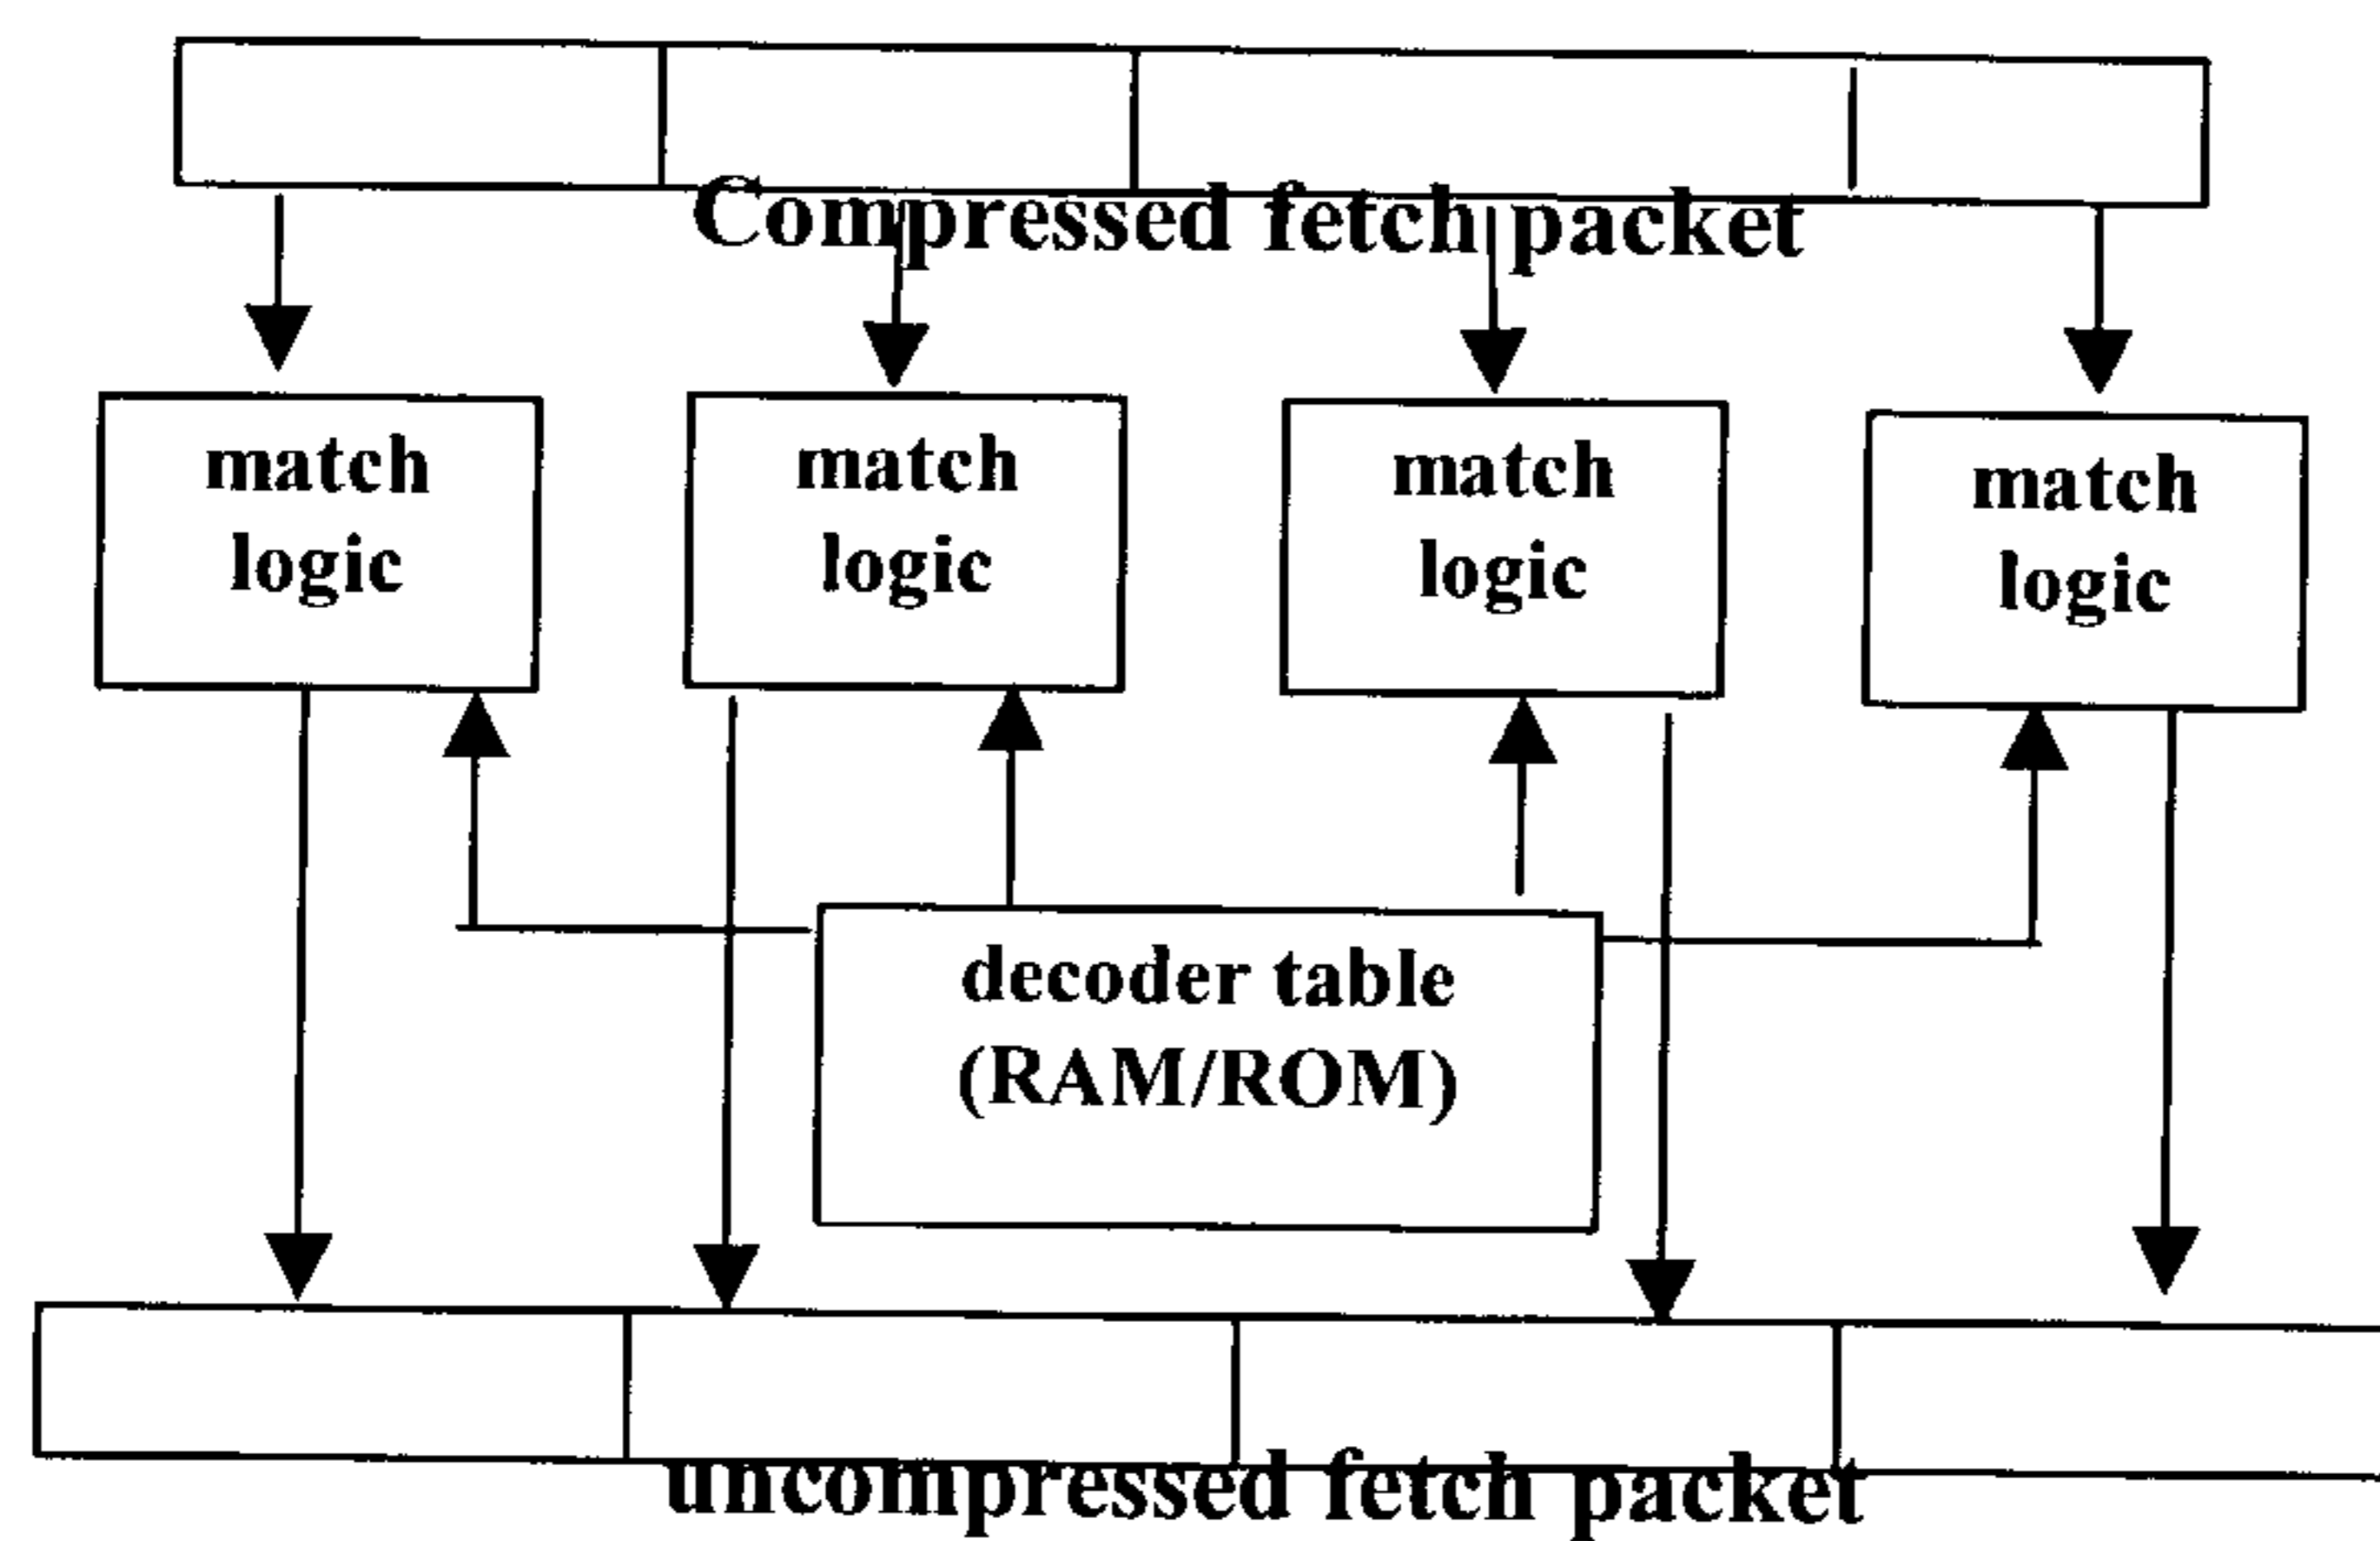 Compressed fetch packet
match
logic
match
logic
match
logic
match
logic
decoder table
(RAM/ROM)
uncompressed fetch packet